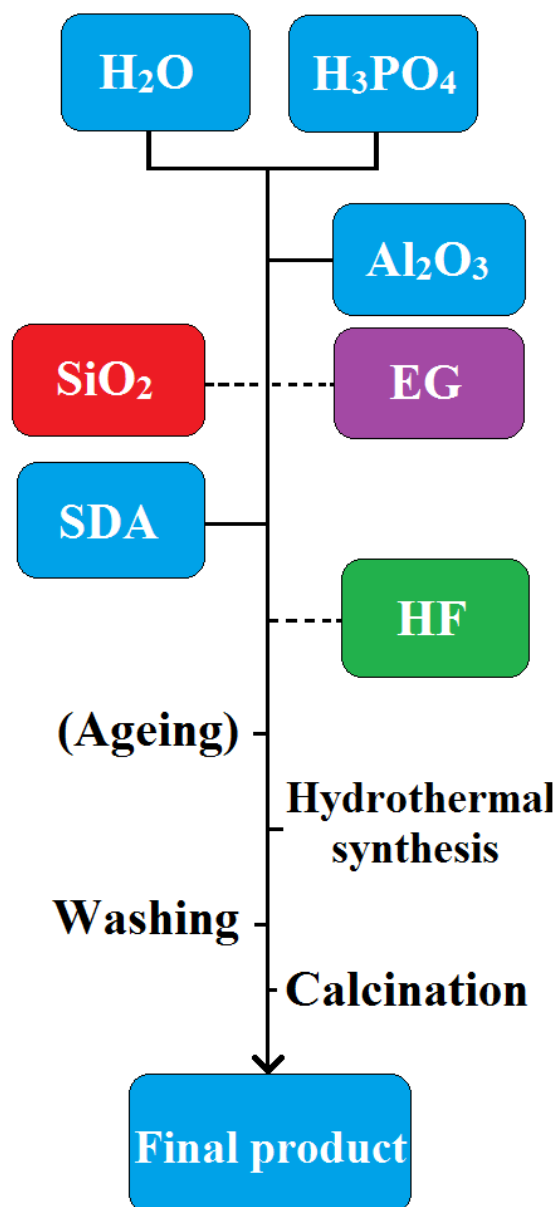 H₂O
H₃PO₄
Al₂O₃
SiO₂
EG
SDA
HF
(Ageing)
Hydrothermal
synthesis
Washing
Calcination
Final product